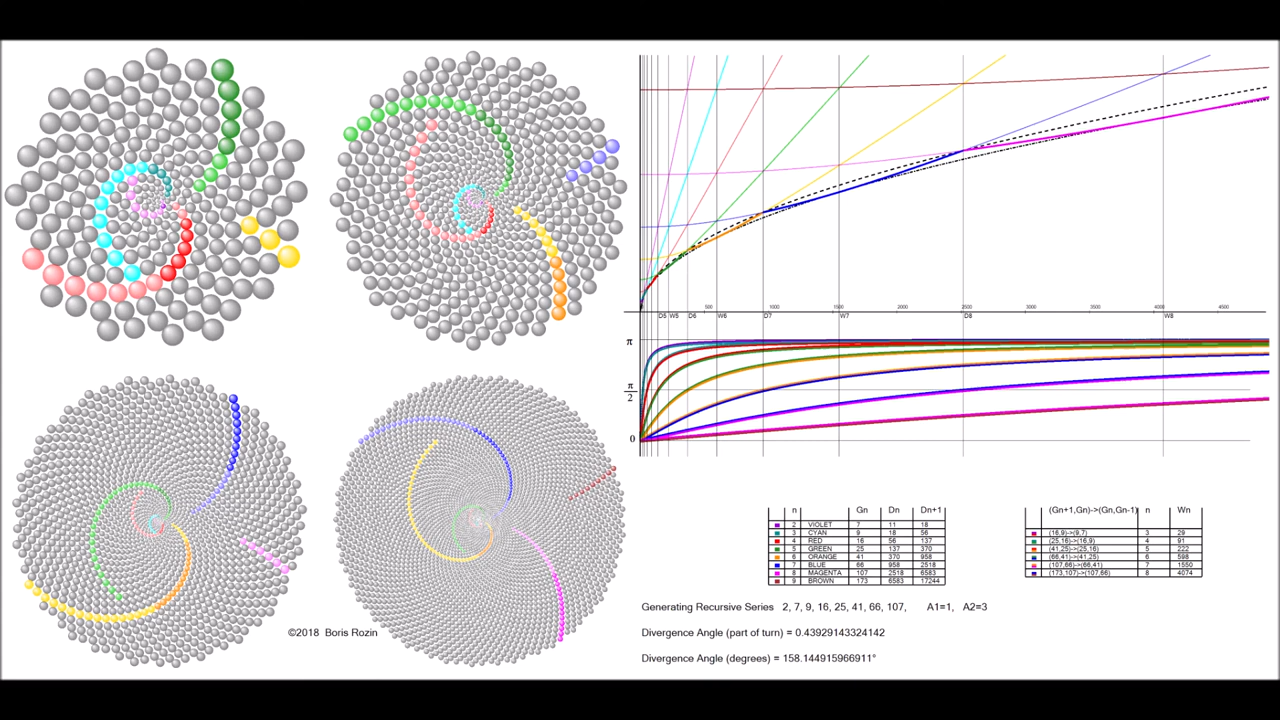 500 1000 1500 2000 2500 3000 3500 4000 4500
D5 W5 D6 W6 D7 W7 D8 W8
π
π
2
0
n Gn Dn Dn+1
2 VIOLET 7 11 18
3 CYAN 9 18 56
4 RED 16 56 137
5 GREEN 25 137 370
6 ORANGE 41 370 958
7 BLUE 66 958 2518
8 MAGENTA 107 2518 6583
9 BROWN 173 6583 17244
(Gn+1,Gn)->(Gn,Gn-1) n Wn
(16,9)->(9,7) 3 29
(25,16)->(16,9) 4 91
(41,25)->(25,16) 5 222
(66,41)->(41,25) 6 598
(107,66)->(66,41) 7 1550
(173,107)->(107,66) 8 4074
Generating Recursive Series 2, 7, 9, 16, 25, 41, 66, 107, A1=1, A2=3
©2018 Boris Rozin
Divergence Angle (part of turn) = 0.43929143324142
Divergence Angle (degrees) = 158.144915966911°